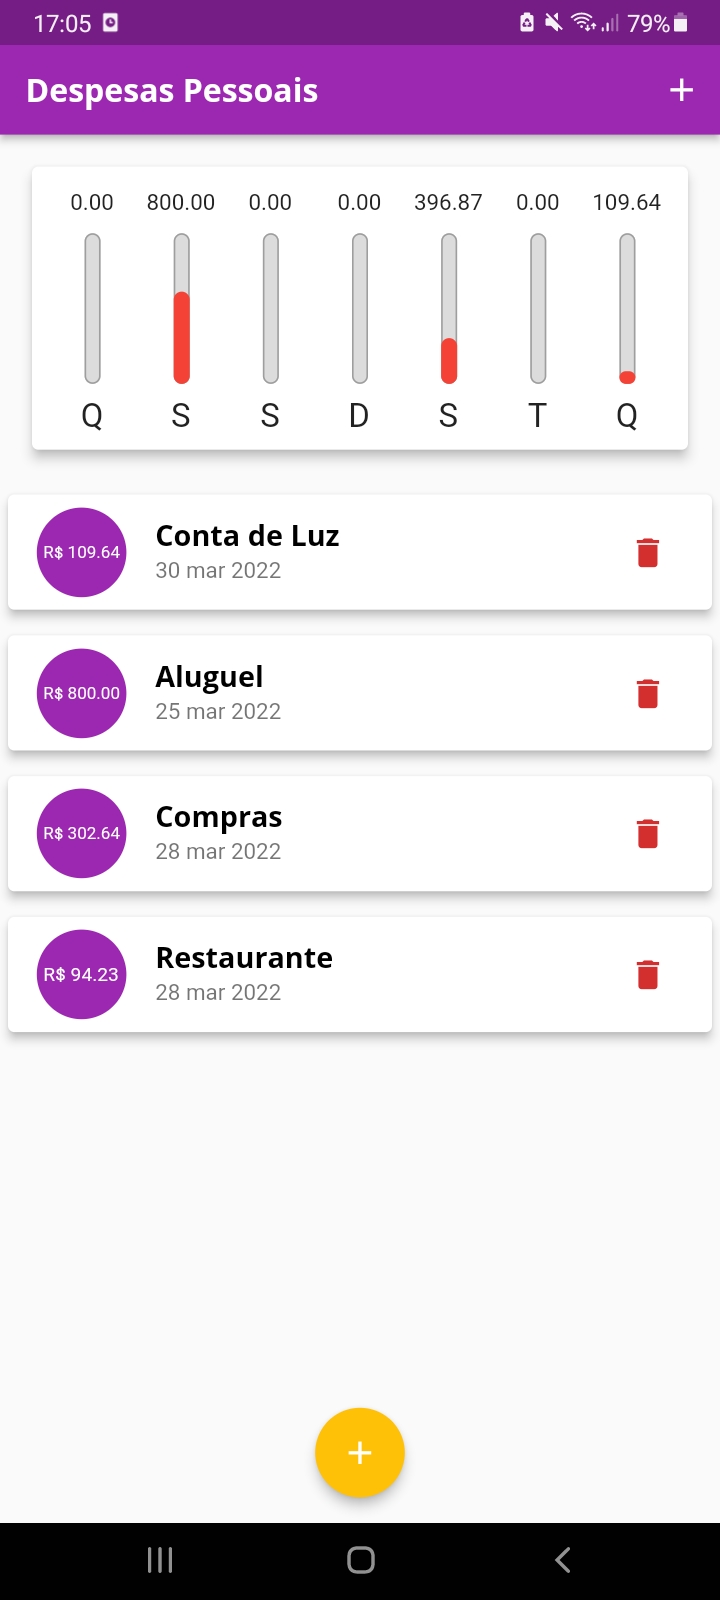 17:05 79%
Despesas Pessoais +
0.00 800.00 0.00 0.00 396.87 0.00 109.64
Q S S D S T Q
R$ 109.64
Conta de Luz
30 mar 2022
R$ 800.00
Aluguel
25 mar 2022
R$ 302.64
Compras
28 mar 2022
R$ 94.23
Restaurante
28 mar 2022
+